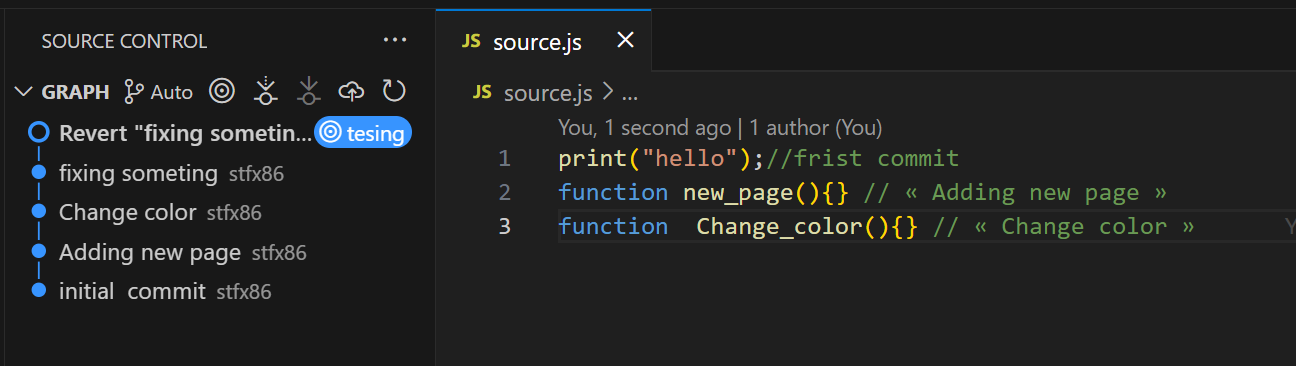 SOURCE CONTROL
GRAPH Auto
Revert "fixing sometin... tesing
fixing someting stfx86
Change color stfx86
Adding new page stfx86
initial commit stfx86
JS source.js
JS source.js > ...
You, 1 second ago | 1 author (You)
1 print("hello");//frist commit
2 function new_page(){} // « Adding new page »
3 function  Change_color(){} // « Change color »